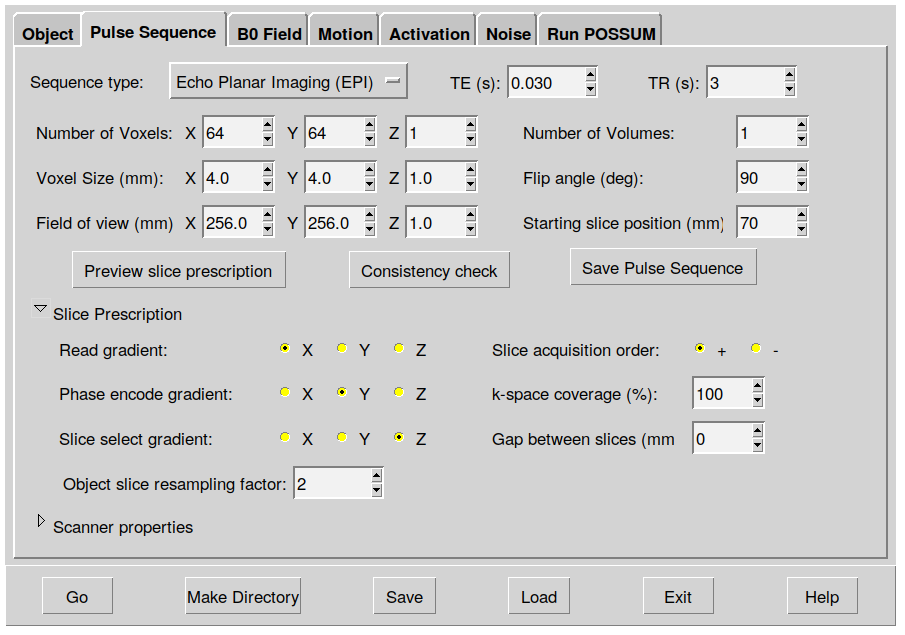 Object Pulse Sequence B0 Field Motion Activation Noise Run POSSUM
Sequence type: Echo Planar Imaging (EPI) TE (s): 0.030 TR (s): 3
Number of Voxels: X 64 Y 64 Z 1 Number of Volumes: 1
Voxel Size (mm): X 4.0 Y 4.0 Z 1.0 Flip angle (deg): 90
Field of view (mm) X 256.0 Y 256.0 Z 1.0 Starting slice position (mm) 70
Preview slice prescription Consistency check Save Pulse Sequence
Slice Prescription
Read gradient: X Y Z Slice acquisition order: + -
Phase encode gradient: X Y Z k-space coverage (%): 100
Slice select gradient: X Y Z Gap between slices (mm 0
Object slice resampling factor: 2
Scanner properties
Go Make Directory Save Load Exit Help